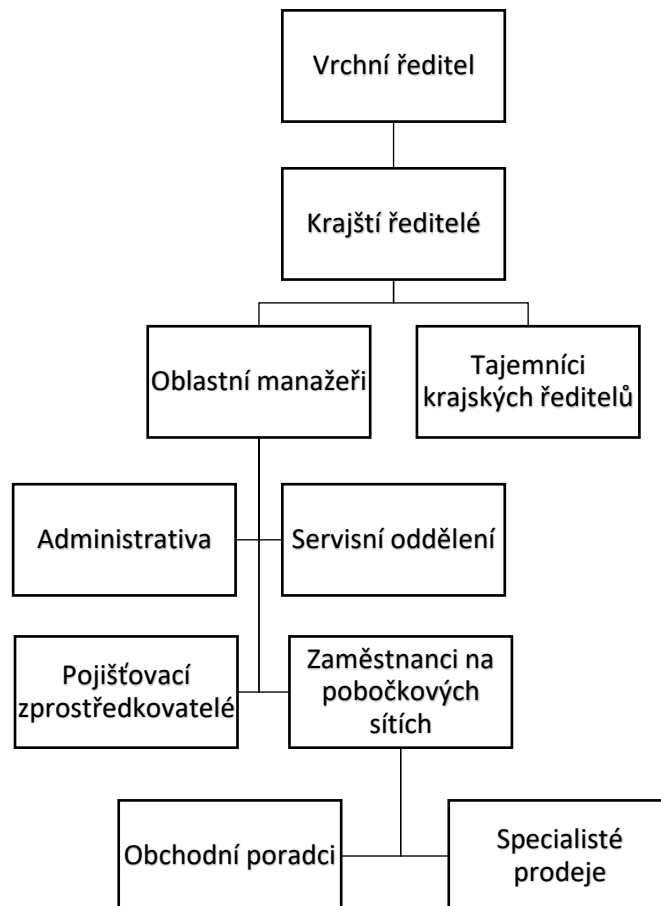 Vrchní ředitel
Krajští ředitelé
Oblastní manažeři
Tajemníci
krajských ředitelů
Administrativa
Servisní oddělení
Pojišťovací
zprostředkovatelé
Zaměstnanci na
pobočkových
sítích
Obchodní poradci
Specialisté
prodeje